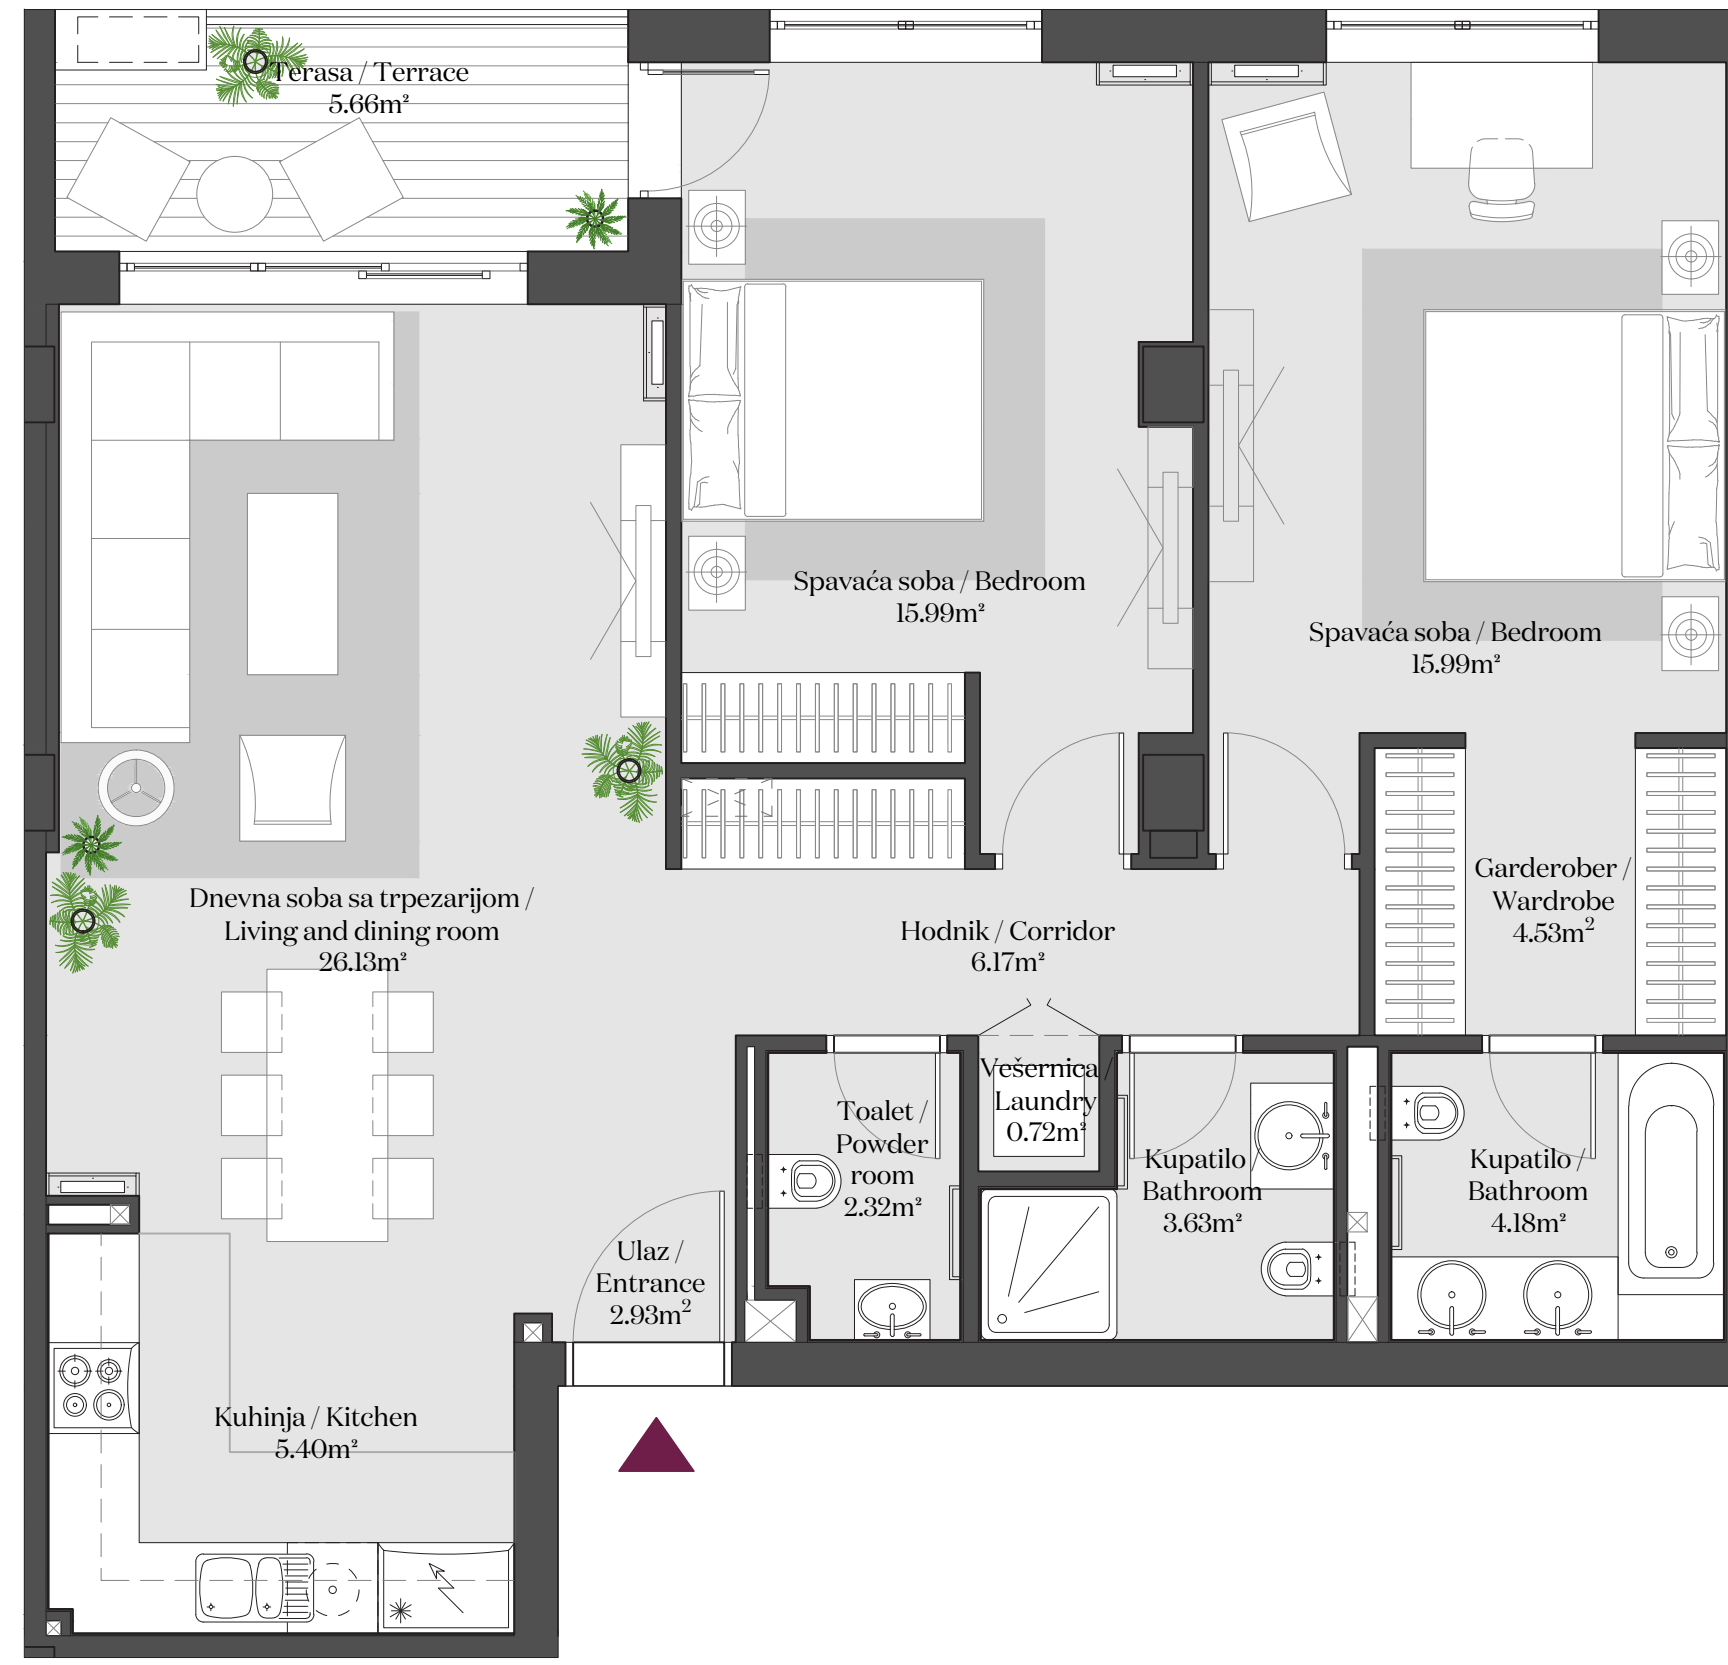 Terasa / Terrace
5.66m²
Spavaća soba / Bedroom
15.99m²
Spavaća soba / Bedroom
15.99m²
Dnevna soba sa trpezarijom /
Living and dining room
26.13m²
Hodnik / Corridor
6.17m²
Garderober /
Wardrobe
4.53m²
Vešernica /
Laundry
0.72m²
Toalet /
Powder
room
2.32m²
Kupatilo /
Bathroom
3.63m²
Kupatilo /
Bathroom
4.18m²
Ulaz /
Entrance
2.93m²
Kuhinja / Kitchen
5.40m²